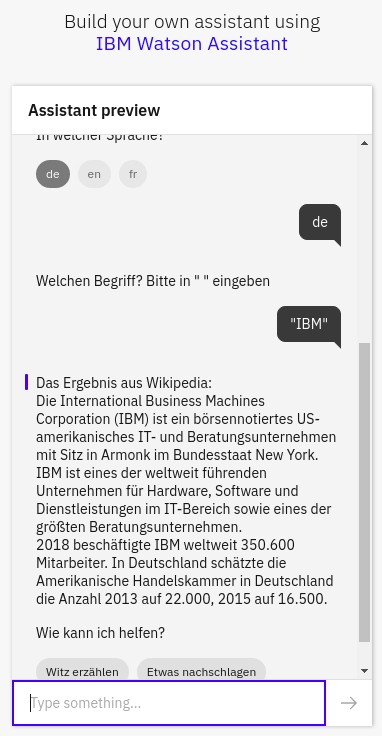 Build your own assistant using
IBM Watson Assistant
Assistant preview
In welcher Sprache?
de en fr
de
Welchen Begriff? Bitte in " " eingeben
"IBM"
Das Ergebnis aus Wikipedia:
Die International Business Machines
Corporation (IBM) ist ein börsennotiertes US-
amerikanisches IT- und Beratungsunternehmen
mit Sitz in Armonk im Bundesstaat New York.
IBM ist eines der weltweit führenden
Unternehmen für Hardware, Software und
Dienstleistungen im IT-Bereich sowie eines der
größten Beratungsunternehmen.
2018 beschäftigte IBM weltweit 350.600
Mitarbeiter. In Deutschland schätzte die
Amerikanische Handelskammer in Deutschland
die Anzahl 2013 auf 22.000, 2015 auf 16.500.
Wie kann ich helfen?
Witz erzählen Etwas nachschlagen
Type something...